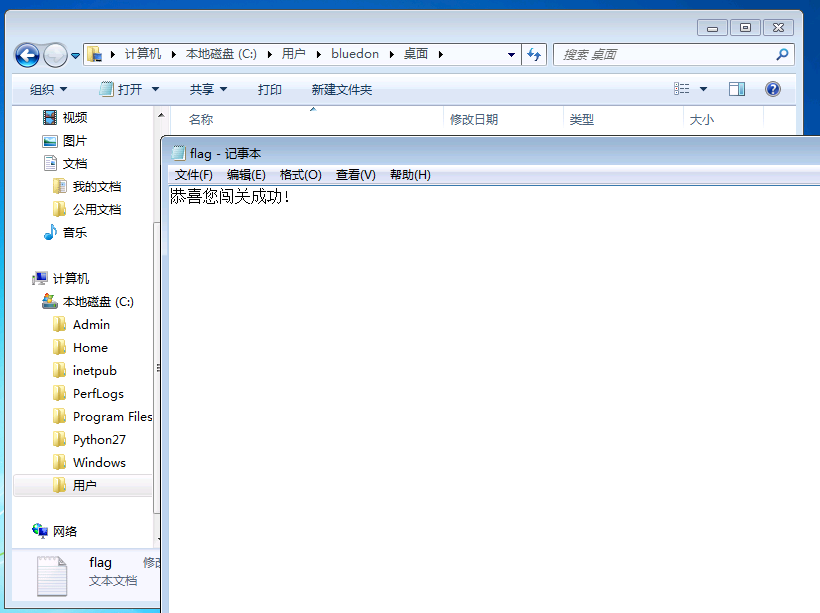 计算机 本地磁盘 (C:) 用户 bluedon 桌面 搜索 桌面
组织 打开 共享 打印 新建文件夹
名称 修改日期 类型 大小
视频
图片
文档
我的文档
公用文档
音乐
计算机
本地磁盘 (C:)
Admin
Home
inetpub
PerfLogs
Program Files
Python27
Windows
用户
网络
flag 修改
文本文档
flag - 记事本
文件(F) 编辑(E) 格式(O) 查看(V) 帮助(H)
恭喜您闯关成功!